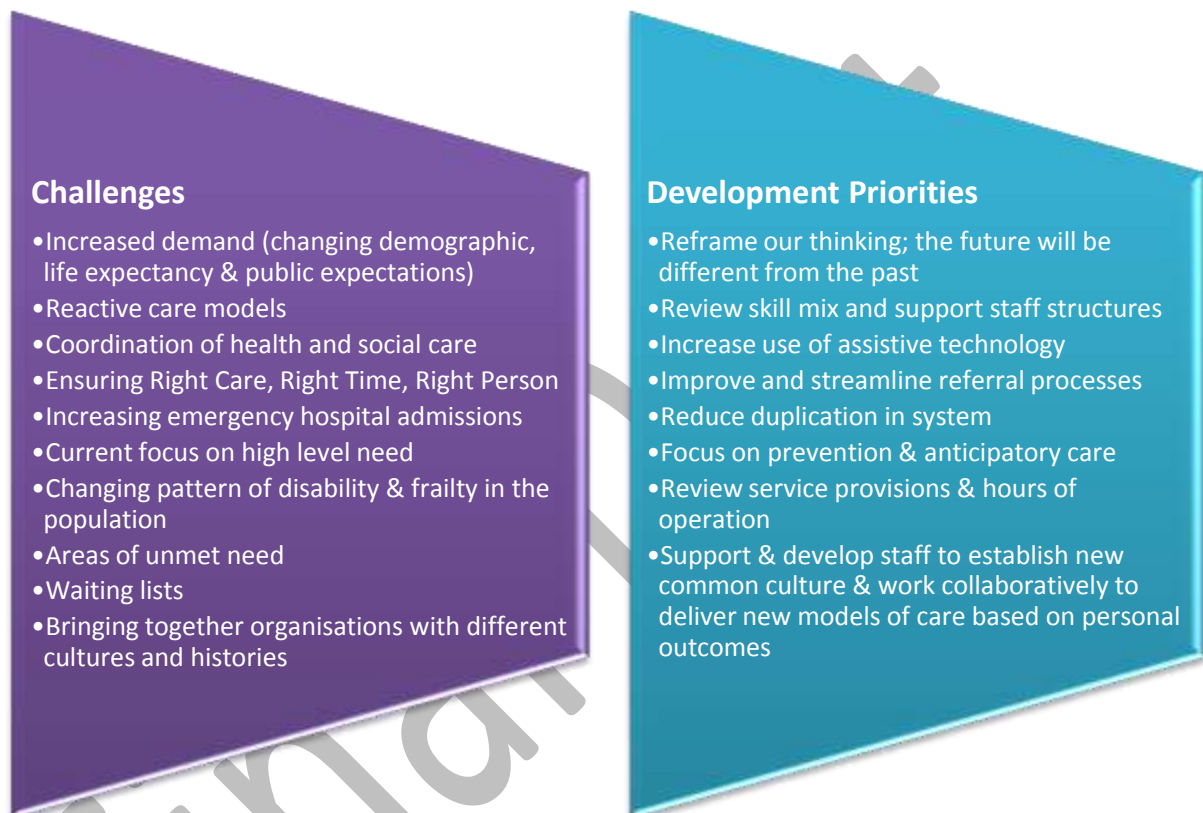 Challenges
•Increased demand (changing demographic,
life expectancy & public expectations)
•Reactive care models
•Coordination of health and social care
•Ensuring Right Care, Right Time, Right Person
•Increasing emergency hospital admissions
•Current focus on high level need
•Changing pattern of disability & frailty in the
population
•Areas of unmet need
•Waiting lists
•Bringing together organisations with different
cultures and histories
Development Priorities
•Reframe our thinking; the future will be
different from the past
•Review skill mix and support staff structures
•Increase use of assistive technology
•Improve and streamline referral processes
•Reduce duplication in system
•Focus on prevention & anticipatory care
•Review service provisions & hours of
operation
•Support & develop staff to establish new
common culture & work collaboratively to
deliver new models of care based on personal
outcomes